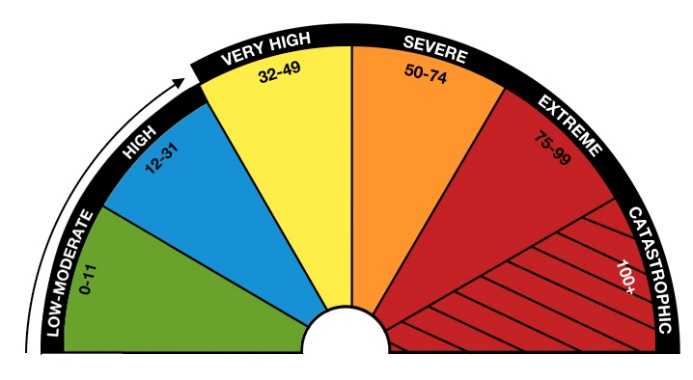 LOW-MODERATE
0-11
HIGH
12-31
VERY HIGH
32-49
SEVERE
50-74
EXTREME
75-99
CATASTROPHIC
100+